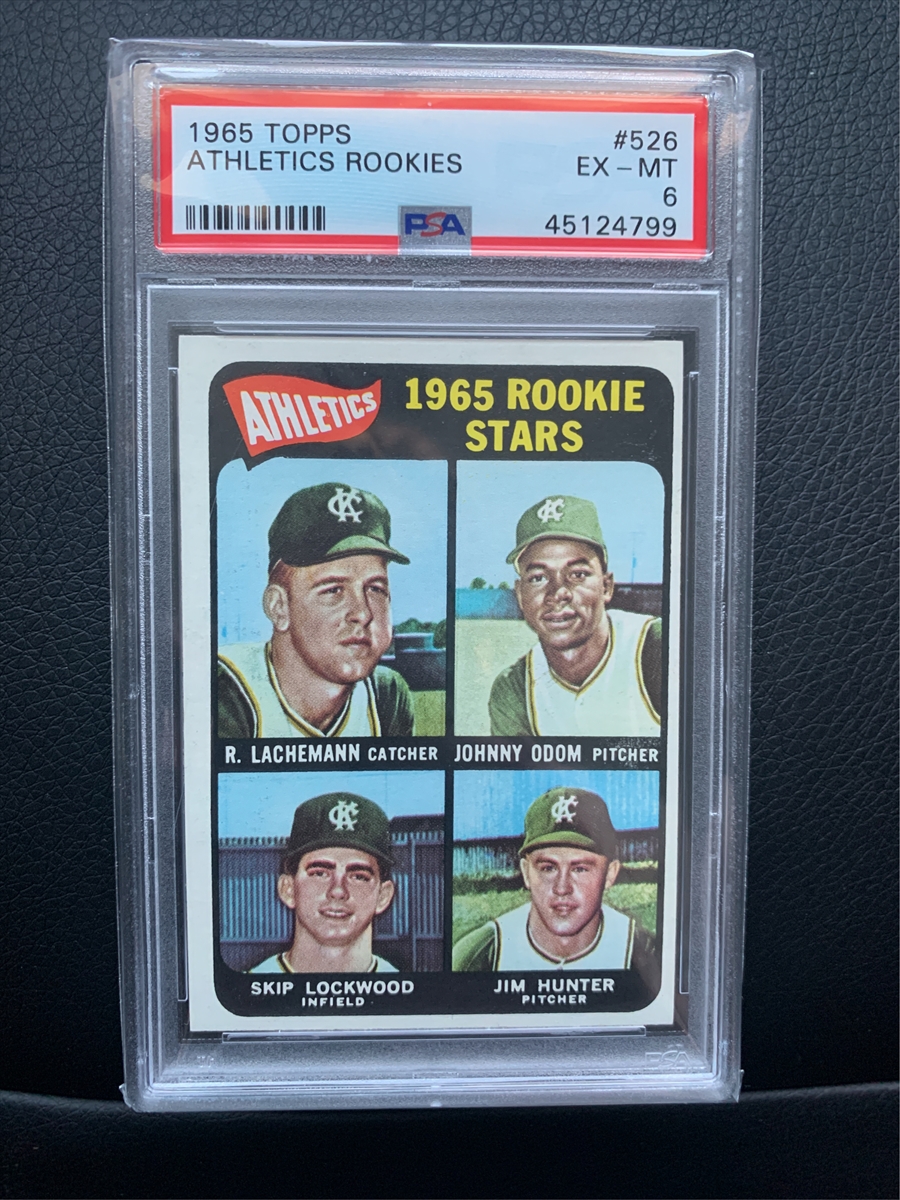 1965 TOPPS
#526
ATHLETICS ROOKIES
EX - MT
6
PSA
45124799
ATHLETICS
1965 ROOKIE
STARS
KC
KC
R. LACHEMANN CATCHER
JOHNNY ODOM PITCHER
KC
KC
SKIP LOCKWOOD
INFIELD
JIM HUNTER
PITCHER
PSA